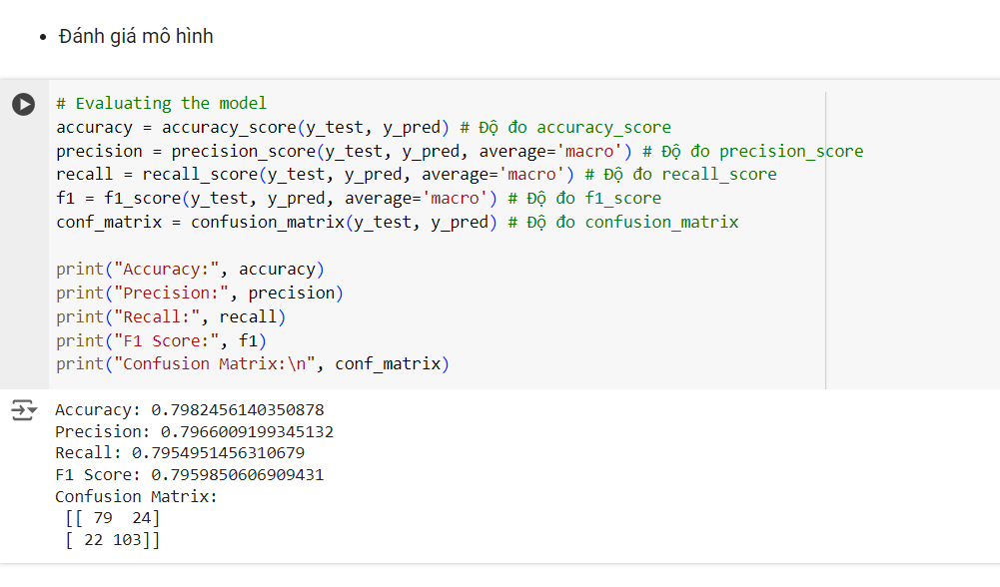 • Đánh giá mô hình
# Evaluating the model
accuracy = accuracy_score(y_test, y_pred) # Độ đo accuracy_score
precision = precision_score(y_test, y_pred, average='macro') # Độ đo precision_score
recall = recall_score(y_test, y_pred, average='macro') # Độ đo recall_score
f1 = f1_score(y_test, y_pred, average='macro') # Độ đo f1_score
conf_matrix = confusion_matrix(y_test, y_pred) # Độ đo confusion_matrix
print("Accuracy:", accuracy)
print("Precision:", precision)
print("Recall:", recall)
print("F1 Score:", f1)
print("Confusion Matrix:\n", conf_matrix)
Accuracy: 0.7982456140350878
Precision: 0.7966009199345132
Recall: 0.7954951456310679
F1 Score: 0.7959850606909431
Confusion Matrix:
[[ 79  24]
[ 22 103]]